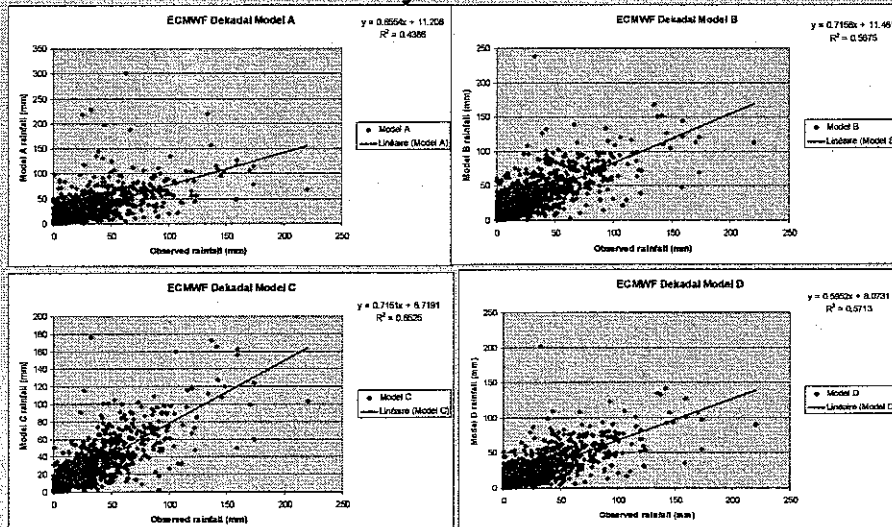 ECMWF Dekadal Model A
y = 0.6554x + 11.208
R² = 0.4386
Model A rainfall (mm)
350
300
250
200
150
100
50
0
0 50 100 150 200 250
Observed rainfall (mm)
Model A
Linéaire (Model A)
ECMWF Dekadal Model B
y = 0.7156x + 11.46
R² = 0.5675
Model B rainfall (mm)
250
200
150
100
50
0
0 50 100 150 200 250
Observed rainfall (mm)
Model B
Linéaire (Model B
ECMWF Dekadal Model C
y = 0.7151x + 6.7191
R² = 0.6525
Model C rainfall (mm)
200
180
160
140
120
100
80
60
40
20
0
0 50 100 150 200 250
Observed rainfall (mm)
Model C
Linéaire (Model C)
ECMWF Dekadal Model D
y = 0.5952x + 8.0731
R² = 0.5713
Model D rainfall (mm)
250
200
150
100
50
0
0 50 100 150 200 250
Observed rainfall (mm)
Model D
Linéaire (Model D